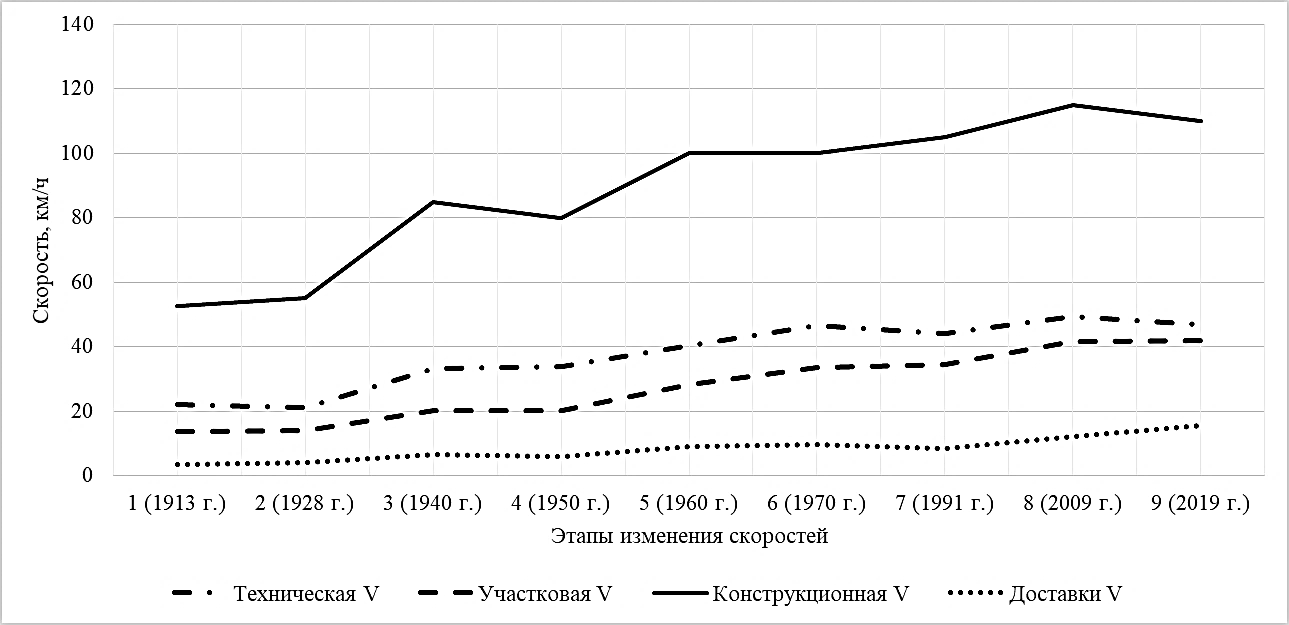 140
120
100
80
60
40
20
0
Скорость, км/ч
1 (1913 г.) 2 (1928 г.) 3 (1940 г.) 4 (1950 г.) 5 (1960 г.) 6 (1970 г.) 7 (1991 г.) 8 (2009 г.) 9 (2019 г.)
Этапы изменения скоростей
Техническая V Участковая V Конструкционная V Доставки V